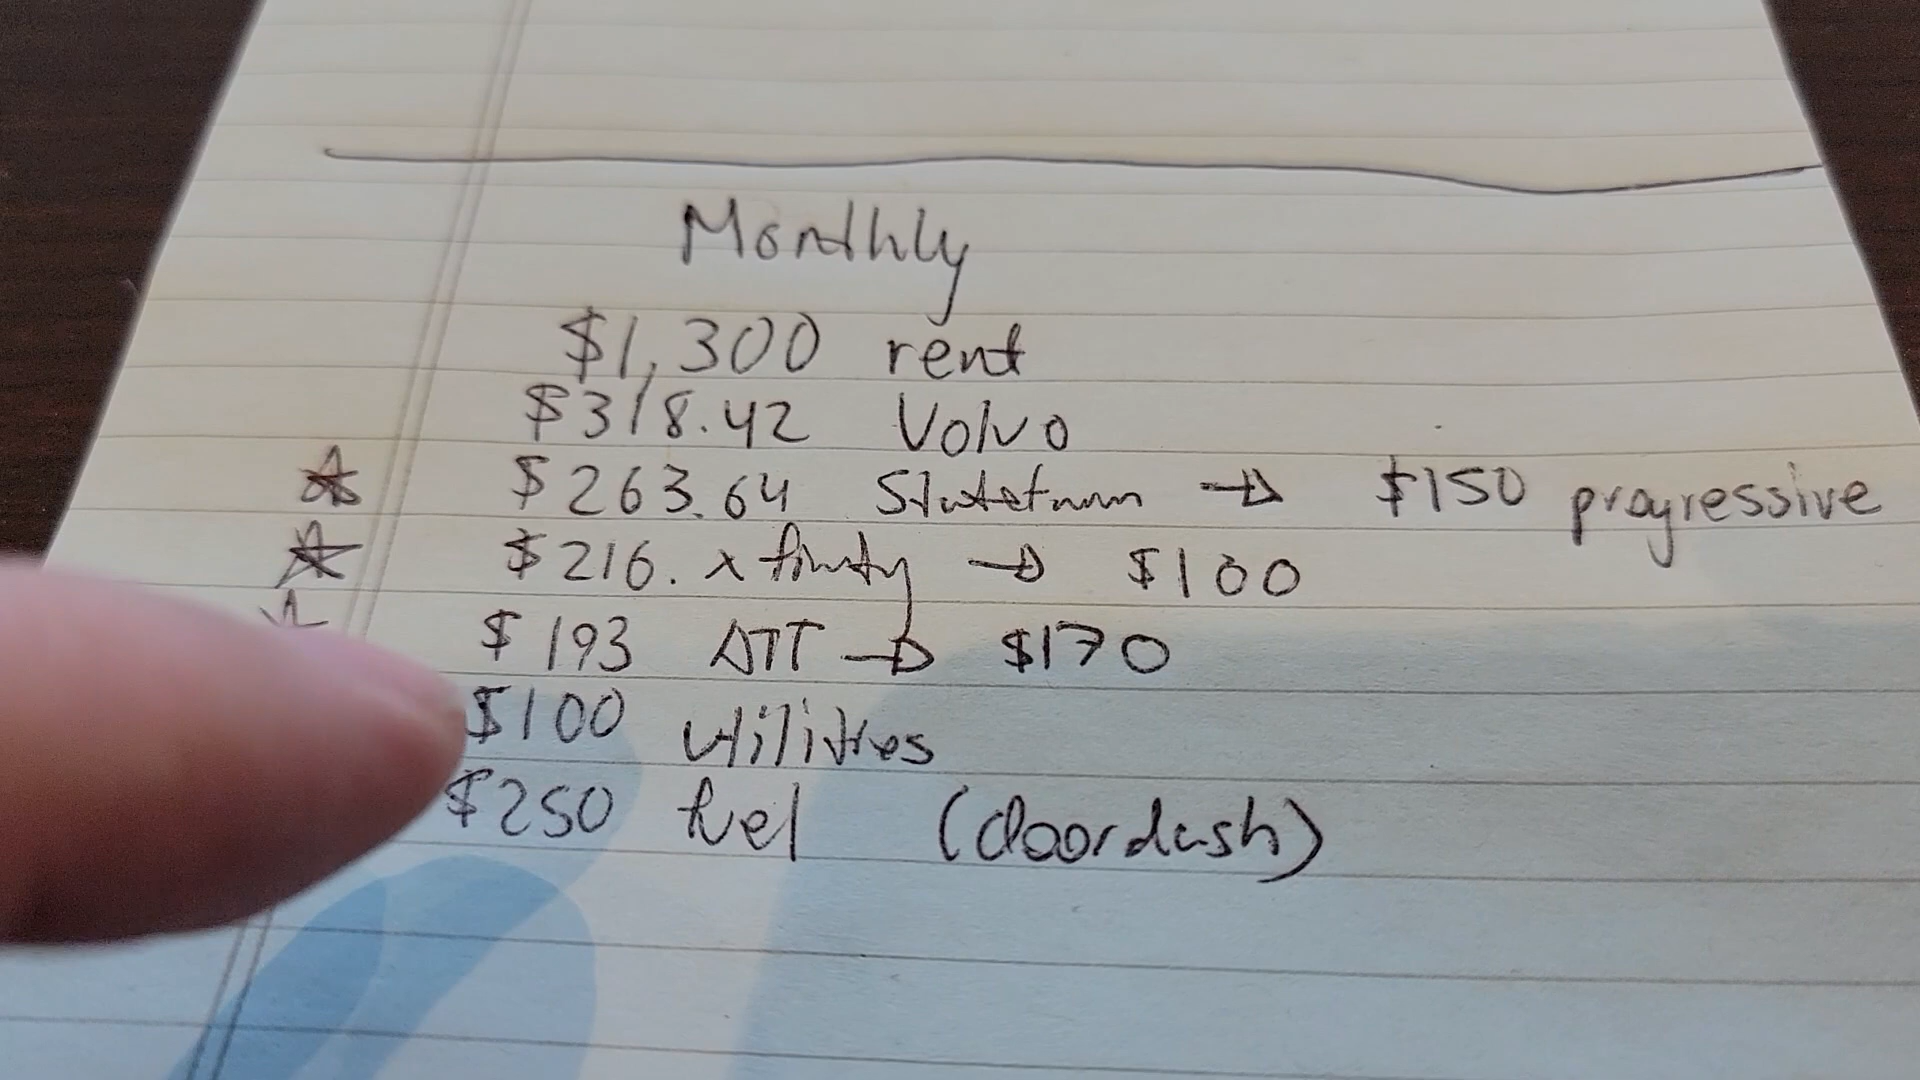 Monthly
$1,300 rent
$318.42 Volvo
☆ $263.64 Statefarm → $150 progressive
☆ $216. xfinity → $100
☆ $193 ATT → $170
$100 utilities
$250 fuel (doordash)